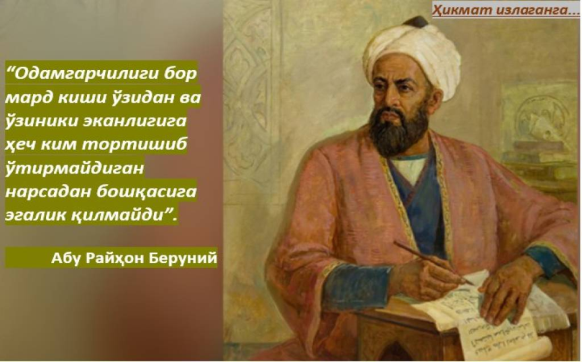 Ҳикмат излаганга...
“Одамгарчилиги бор
мард киши ўзидан ва
ўзиники эканлигига
ҳеч ким тортишиб
ўтирмайдиган
нарсадан бошқасига
эгалик қилмайди”.
Абу Райҳон Беруний